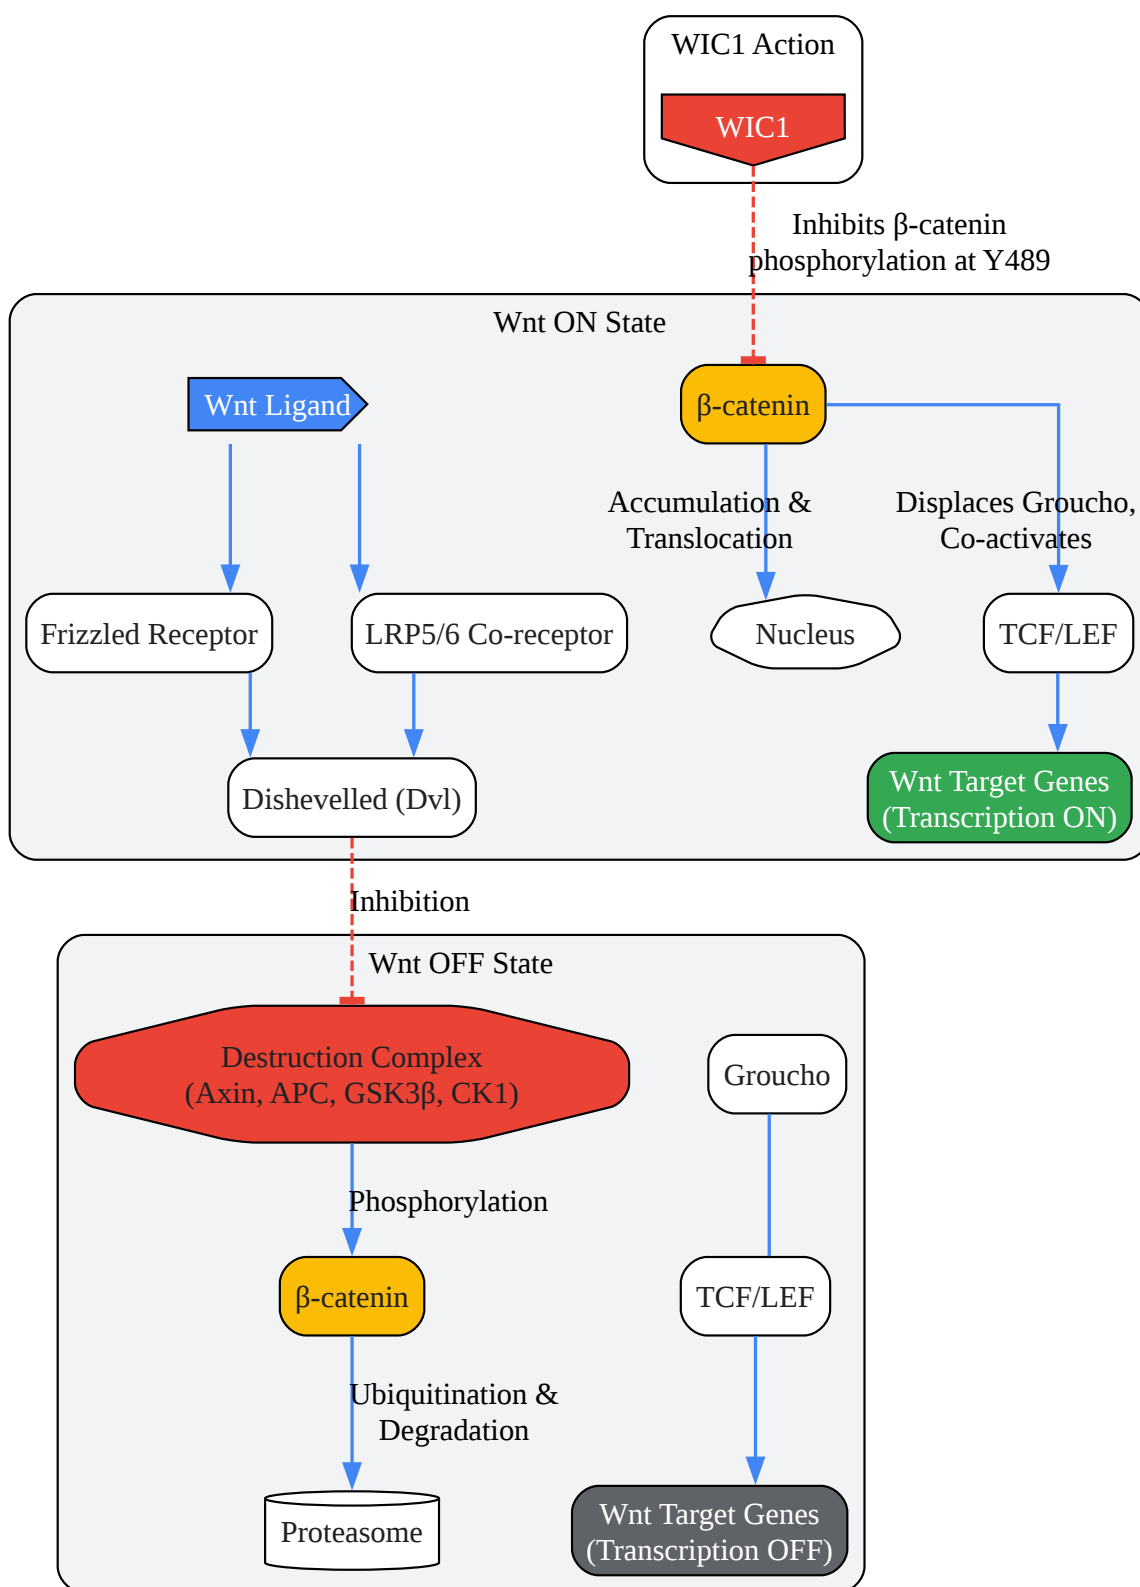 WIC1 Action
WIC1
Inhibits β-catenin
phosphorylation at Y489
Wnt ON State
Wnt Ligand
β-catenin
Accumulation &
Translocation
Displaces Groucho,
Co-activates
Frizzled Receptor
LRP5/6 Co-receptor
Nucleus
TCF/LEF
Dishevelled (Dvl)
Wnt Target Genes
(Transcription ON)
Inhibition
Wnt OFF State
Destruction Complex
(Axin, APC, GSK3β, CK1)
Groucho
Phosphorylation
β-catenin
TCF/LEF
Ubiquitination &
Degradation
Proteasome
Wnt Target Genes
(Transcription OFF)